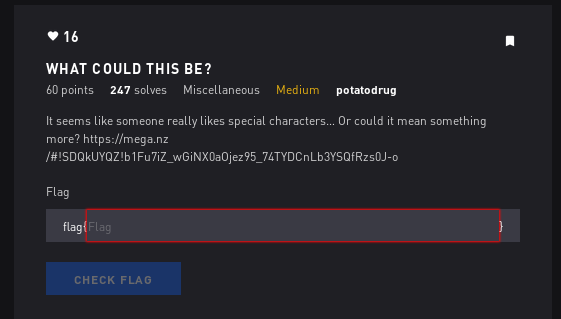 16
WHAT COULD THIS BE?
60 points 247 solves Miscellaneous Medium potatodrug
It seems like someone really likes special characters... Or could it mean something
more? https://mega.nz
/#!SDQkUYQZ!b1Fu7iZ_wGiNX0aOjez95_74TYDCnLb3YSQfRzs0J-o
Flag
flag{Flag}
CHECK FLAG